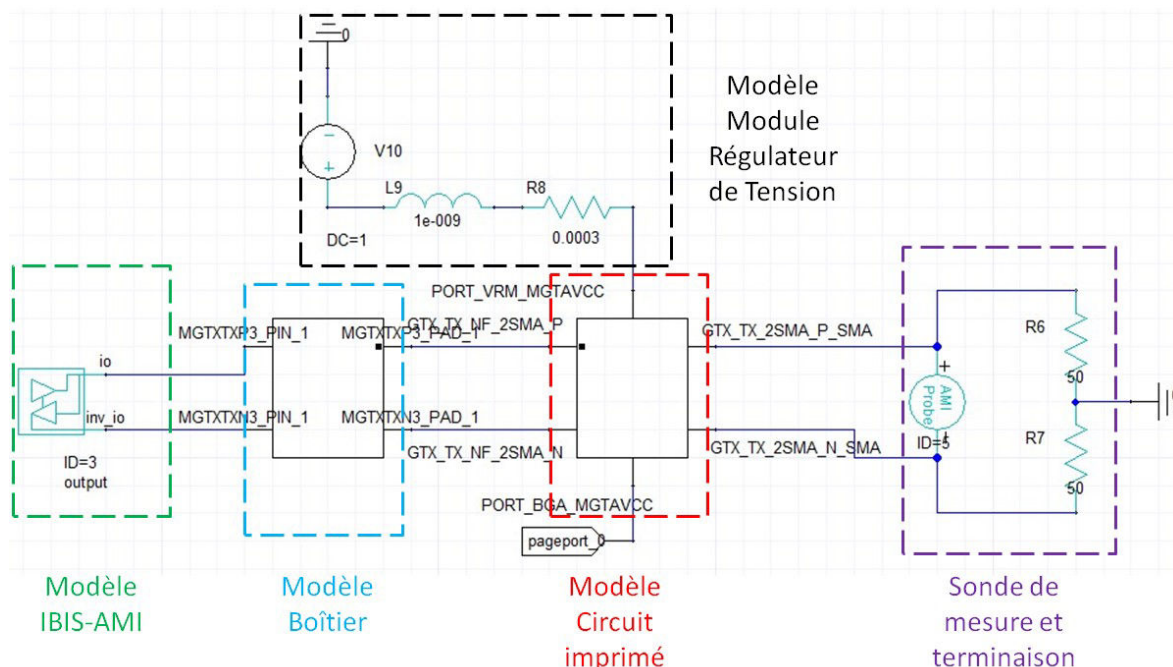 0
V10
L9
R8
1e-009
DC=1
0.0003
Modèle
Module
Régulateur
de Tension
PORT_VRM_MGTAVCC
MGTXTXP3_PIN_1
MGTXTXP3_PAD_1
GTX_TX_NF_2SMA_P
GTX_TX_2SMA_P_SMA
io
inv_io
MGTXTXN3_PIN_1
MGTXTXN3_PAD_1
GTX_TX_NF_2SMA_N
GTX_TX_2SMA_N_SMA
ID=3
output
PORT_BGA_MGTAVCC
pageport_0
AMI
Probe
ID=5
R6
50
R7
50
0
Modèle
IBIS-AMI
Modèle
Boîtier
Modèle
Circuit
imprimé
Sonde de
mesure et
terminaison